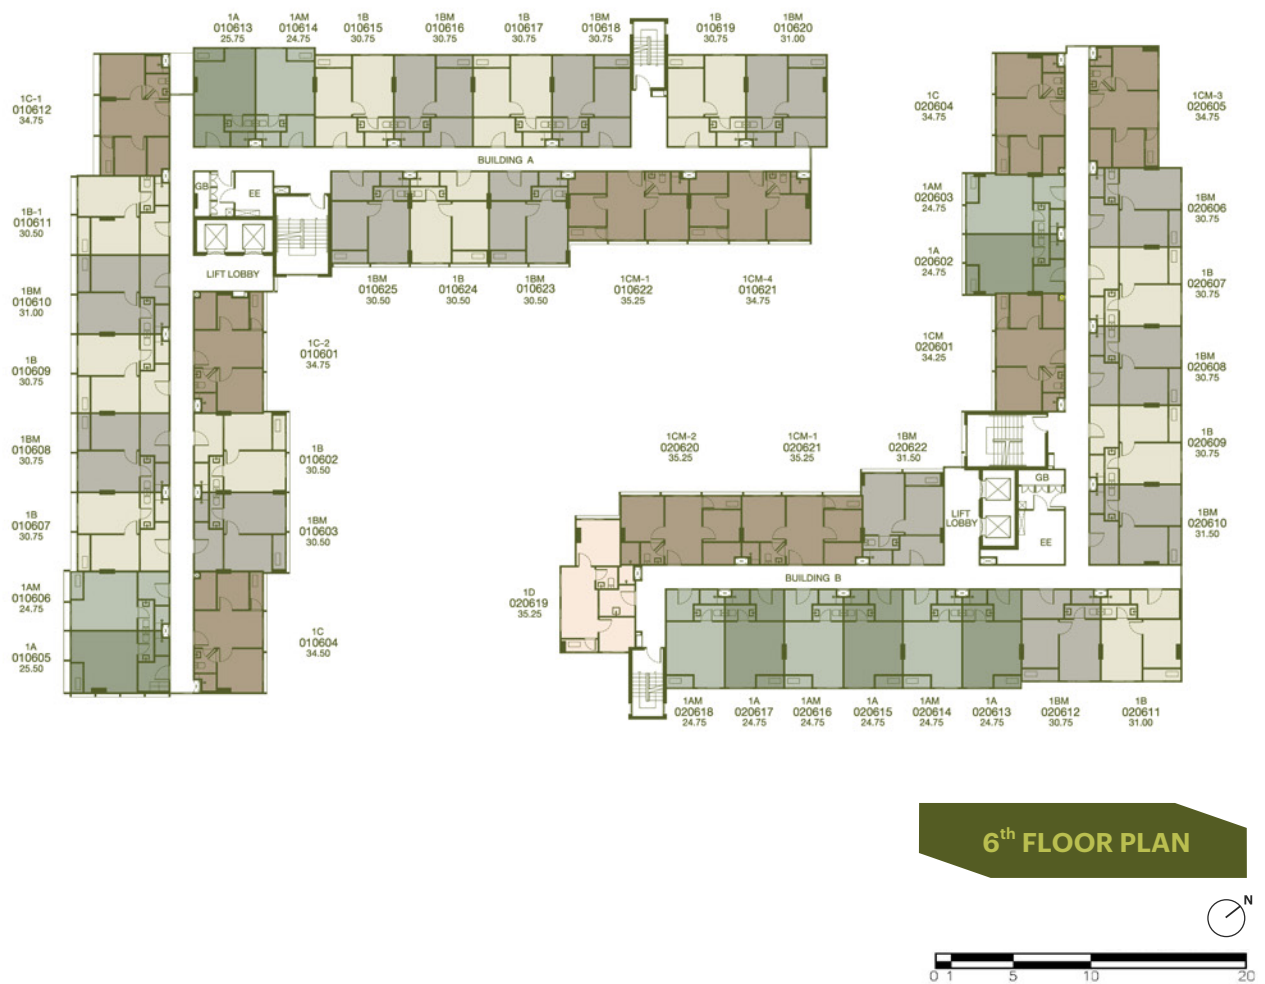 1A
010613
25.75
1AM
010614
24.75
1B
010615
30.75
1BM
010616
30.75
1B
010617
30.75
1BM
010618
30.75
1B
010619
30.75
1BM
010620
31.00
1C-1
010612
34.75
1C
020604
34.75
1CM-3
020605
34.75
BUILDING A
GB
EE
LIFT LOBBY
1B-1
010611
30.50
1BM
010610
31.00
1B
010609
30.75
1BM
010608
30.75
1B
010607
30.75
1AM
010606
24.75
1A
010605
25.50
1BM
010625
30.50
1B
010624
30.50
1BM
010623
30.50
1CM-1
010622
35.25
1CM-4
010621
34.75
1C-2
010601
34.75
1B
010602
30.50
1BM
010603
30.50
1C
010604
34.50
1AM
020603
24.75
1A
020602
24.75
1CM
020601
34.25
1BM
020606
30.75
1B
020607
30.75
1BM
020608
30.75
1B
020609
30.75
1BM
020610
31.50
1CM-2
020620
35.25
1CM-1
020621
35.25
1BM
020622
31.50
LIFT
LOBBY
GB
EE
BUILDING B
1D
020619
35.25
1AM
020618
24.75
1A
020617
24.75
1AM
020616
24.75
1A
020615
24.75
1AM
020614
24.75
1A
020613
24.75
1BM
020612
30.75
1B
020611
31.00
6th FLOOR PLAN
N
0 1 5 10 20